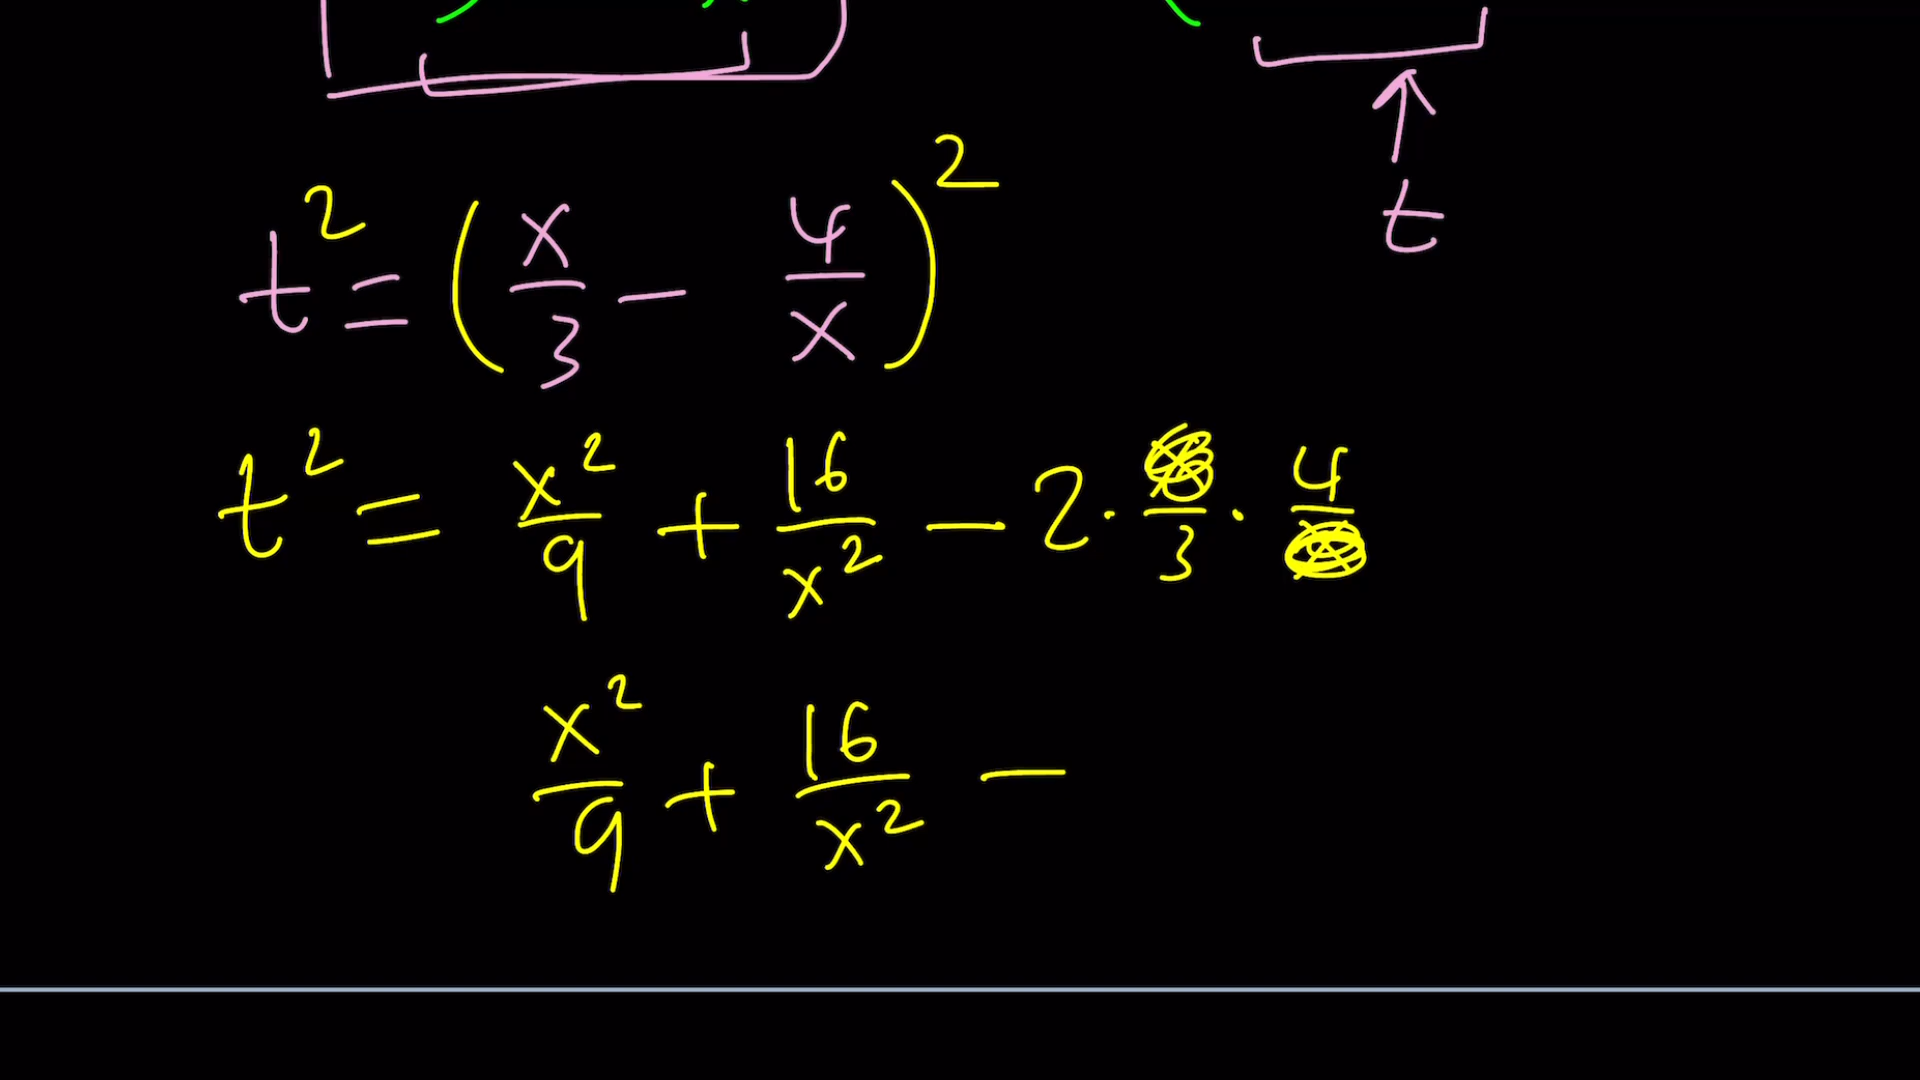 t
t² = (x/3 - 4/x)²
t² = x²/9 + 16/x² - 2 · /3 · 4/
x²/9 + 16/x² -